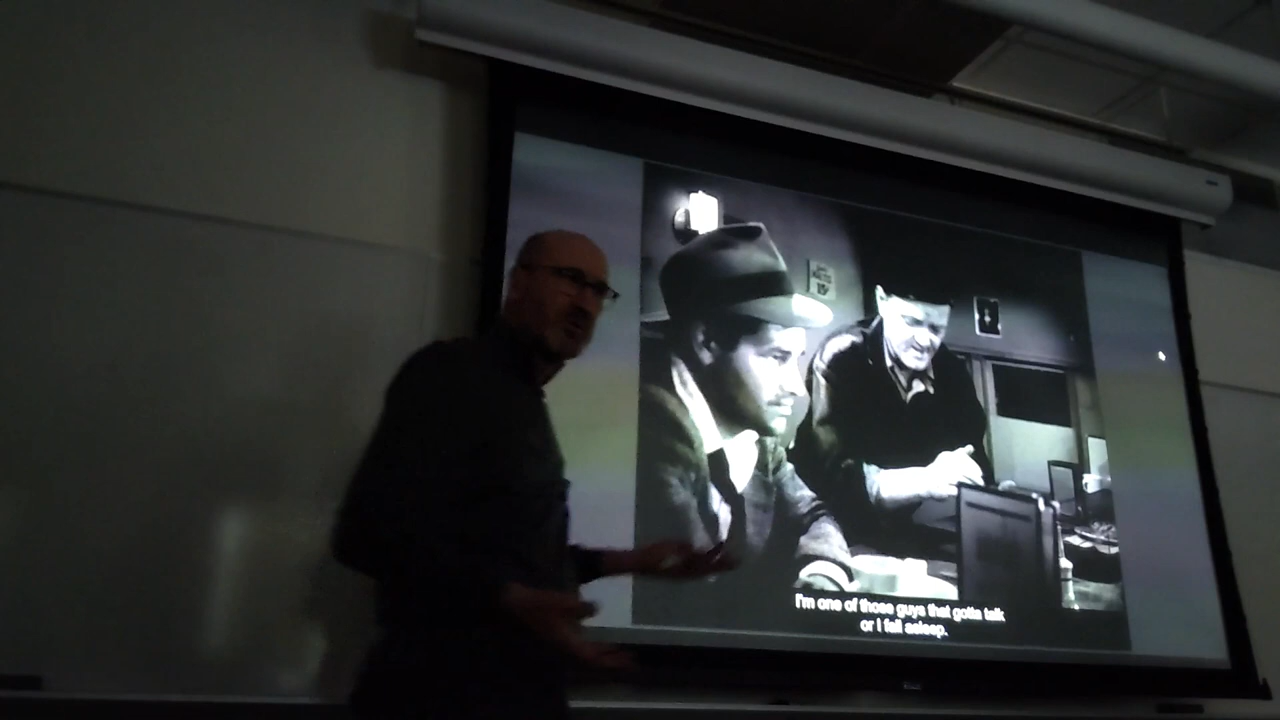 I'm one of those guys that gotta talk
or I fall asleep.